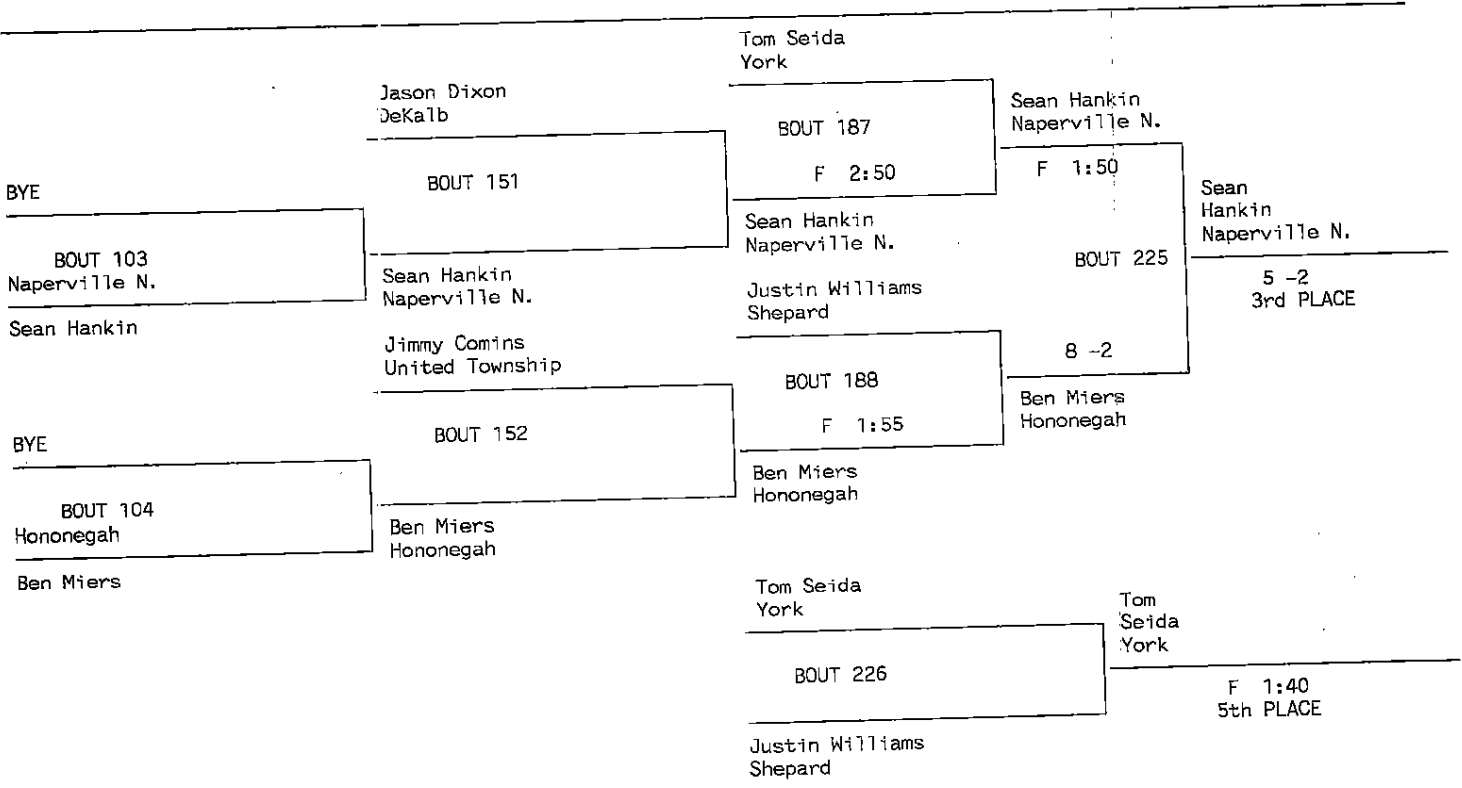 Tom Seida
York
Jason Dixon
DeKalb
Sean Hankin
Naperville N.
BOUT 187
F 2:50
F 1:50
BYE
BOUT 151
Sean
Hankin
Naperville N.
Sean Hankin
Naperville N.
BOUT 103
Naperville N.
BOUT 225
Sean Hankin
Naperville N.
5 -2
3rd PLACE
Justin Williams
Shepard
Sean Hankin
Jimmy Comins
United Township
8 -2
BOUT 188
F 1:55
Ben Miers
Hononegah
BYE
BOUT 152
Ben Miers
Hononegah
BOUT 104
Hononegah
Ben Miers
Hononegah
Ben Miers
Tom Seida
York
Tom
Seida
York
BOUT 226
F 1:40
5th PLACE
Justin Williams
Shepard